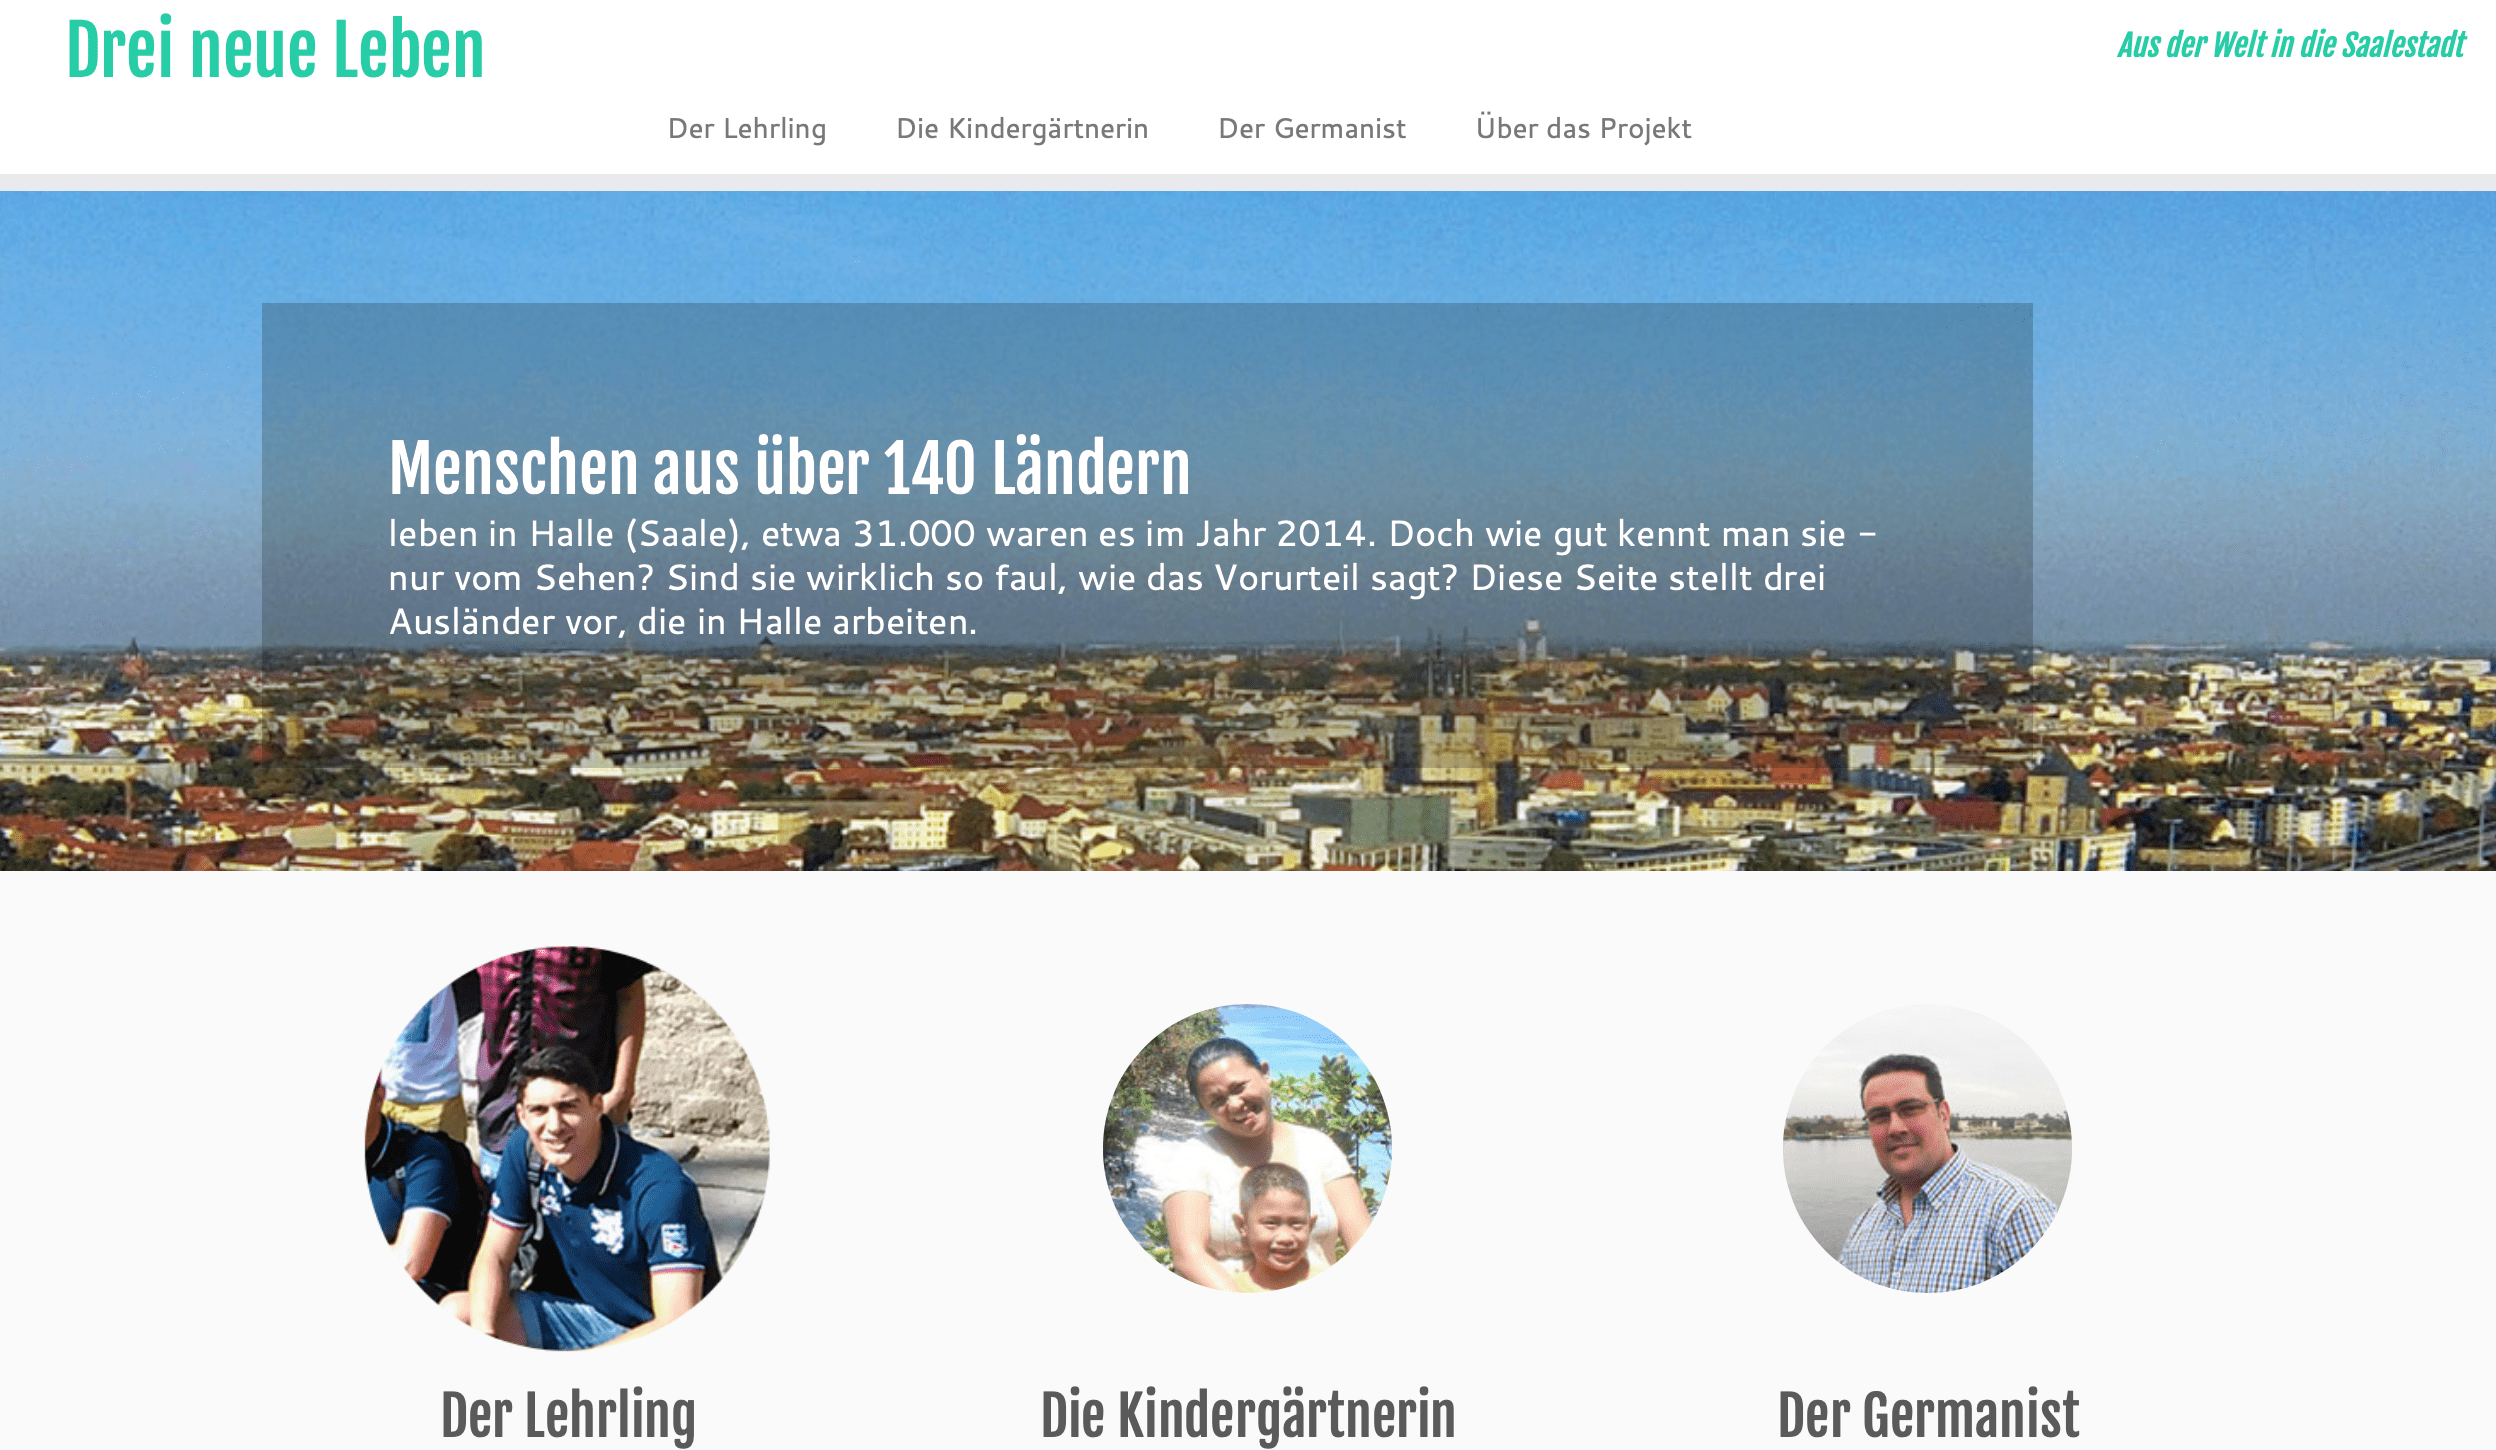 Drei neue Leben
Aus der Welt in die Saalestadt
Der Lehrling
Die Kindergärtnerin
Der Germanist
Über das Projekt
Menschen aus über 140 Ländern
leben in Halle (Saale), etwa 31.000 waren es im Jahr 2014. Doch wie gut kennt man sie –
nur vom Sehen? Sind sie wirklich so faul, wie das Vorurteil sagt? Diese Seite stellt drei
Ausländer vor, die in Halle arbeiten.
Der Lehrling
Die Kindergärtnerin
Der Germanist